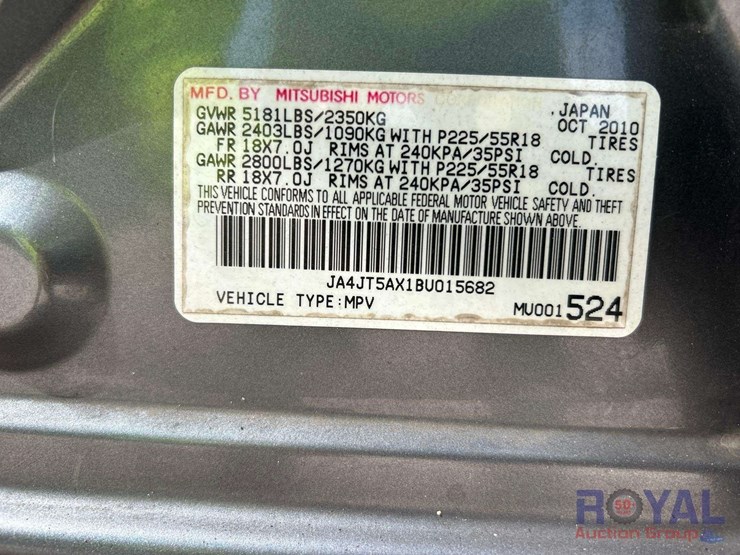 MFD. BY MITSUBISHI MOTORS CORPORATION, JAPAN
GVWR 5181LBS/2350KG OCT 2010
GAWR 2403LBS/1090KG WITH P225/55R18 TIRES
FR 18X7.0J RIMS AT 240KPA/35PSI COLD.
GAWR 2800LBS/1270KG WITH P225/55R18 TIRES
RR 18X7.0J RIMS AT 240KPA/35PSI COLD.
THIS VEHICLE CONFORMS TO ALL APPLICABLE FEDERAL MOTOR VEHICLE SAFETY AND THEFT
PREVENTION STANDARDS IN EFFECT ON THE DATE OF MANUFACTURE SHOWN ABOVE.
JA4JT5AX1BU015682
VEHICLE TYPE:MPV MU001 524
ROYAL
Auction Group